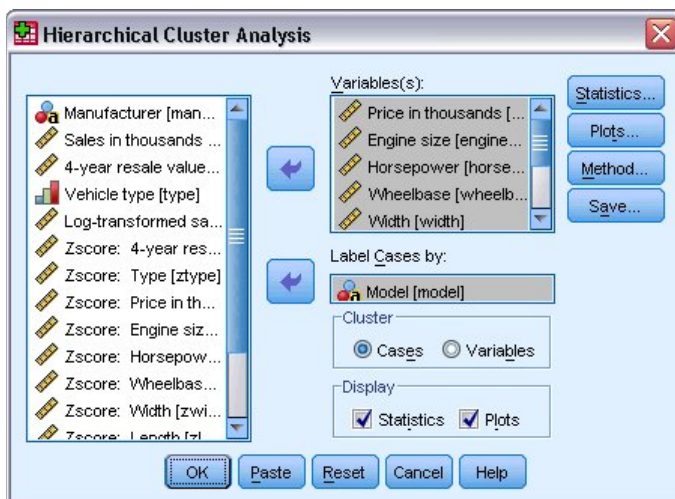 Hierarchical Cluster Analysis
Manufacturer [man...
Sales in thousands ...
4-year resale value...
Vehicle type [type]
Log-transformed sa...
Zscore: 4-year res...
Zscore: Type [ztype]
Zscore: Price in th...
Zscore: Engine siz...
Zscore: Horsepow...
Zscore: Wheelbas...
Zscore: Width [zwi...
Zscore: Length [zl...
Variables(s):
Price in thousands [...
Engine size [engine...
Horsepower [horse...
Wheelbase [wheelb...
Width [width]
Label Cases by:
Model [model]
Cluster
Cases Variables
Display
Statistics Plots
Statistics...
Plots...
Method...
Save...
OK Paste Reset Cancel Help